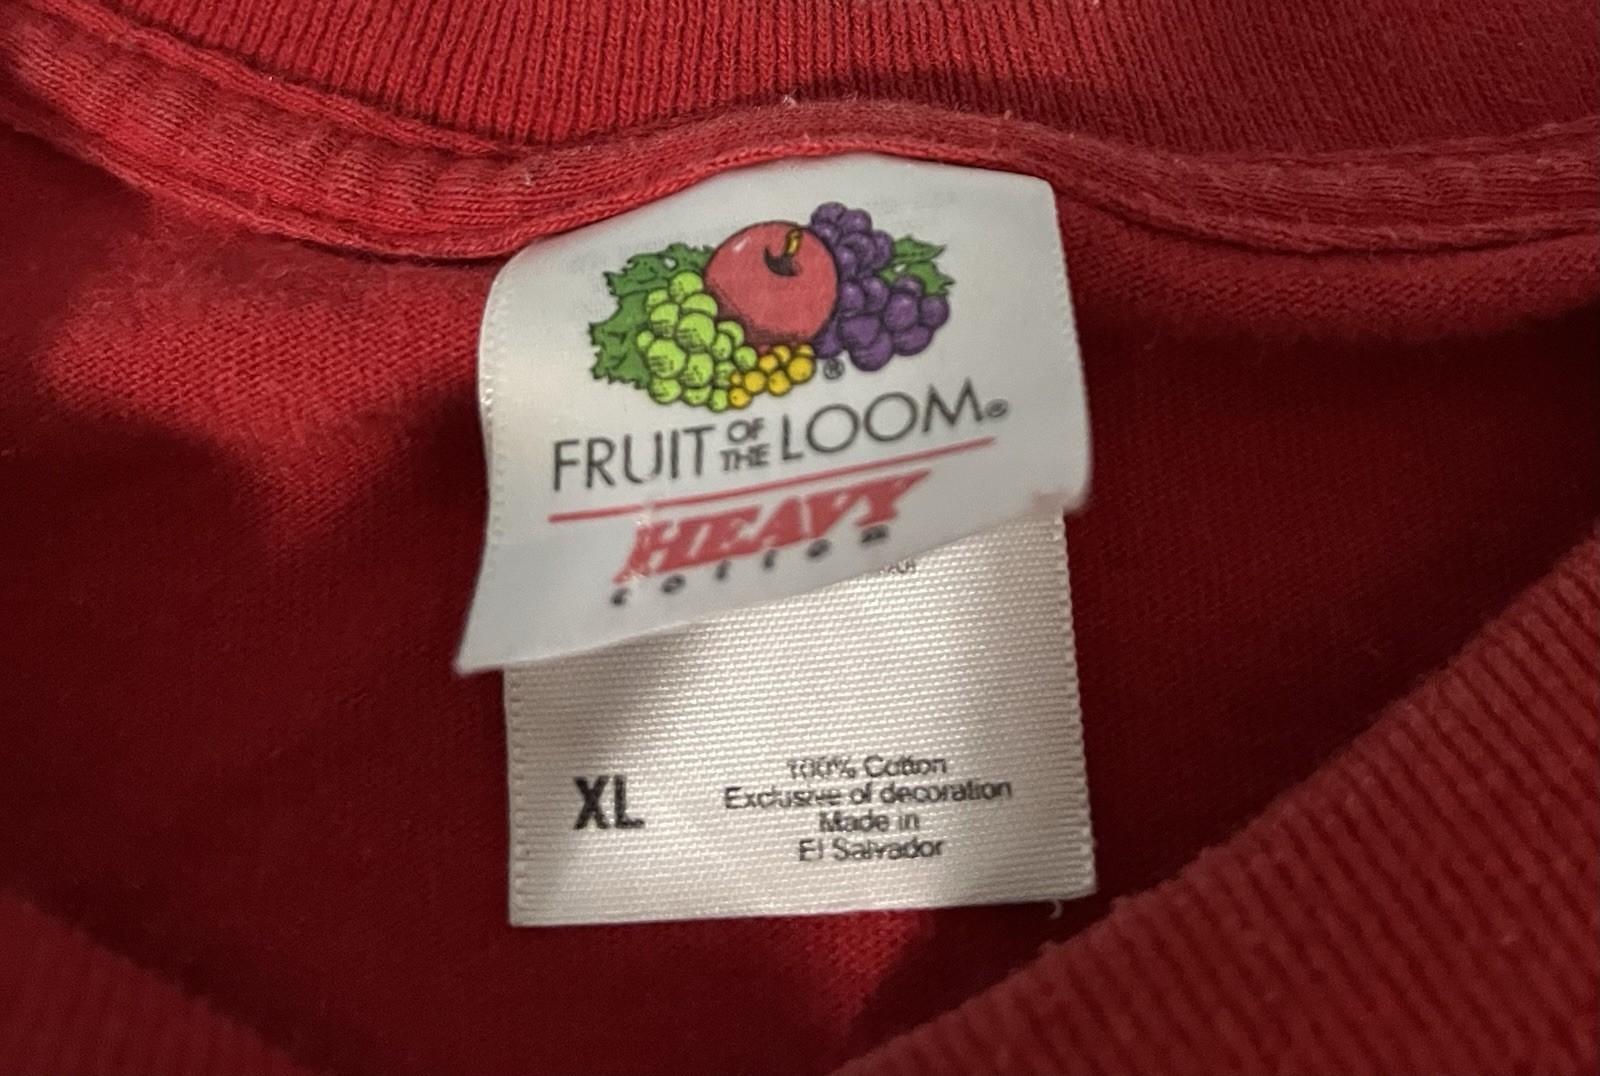 ®
FRUIT OF THE LOOM®
HEAVY
cotton
XL
100% Cotton
Exclusive of decoration
Made in
El Salvador